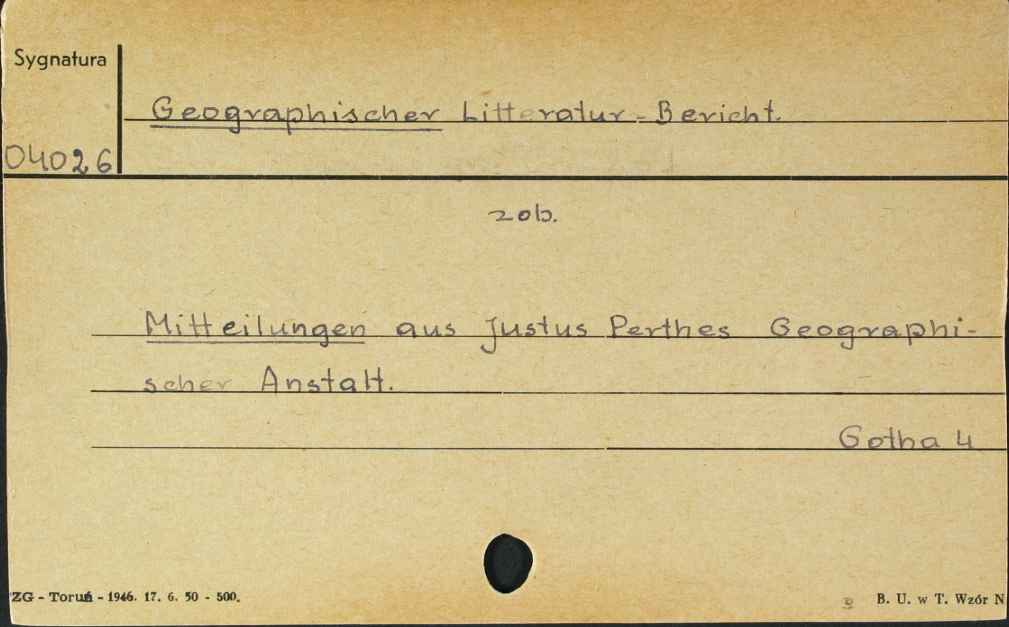 Sygnatura
Geographischer Litteratur-Bericht.
04026
zob.
Mitteilungen aus Justus Perthes Geographi-
scher Anstalt.
Gotha 4
ZG - Toruń - 1946. 17. 6. 50 - 500.
B. U. w T. Wzór N